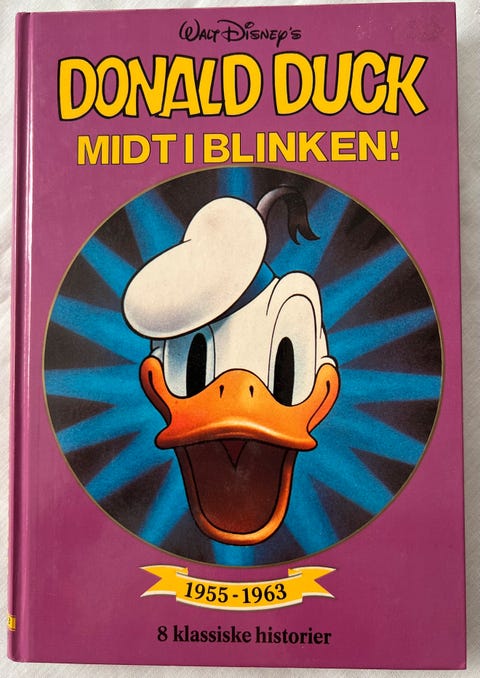 WALT DISNEY'S
DONALD DUCK
MIDT I BLINKEN!
1955-1963
8 klassiske historier